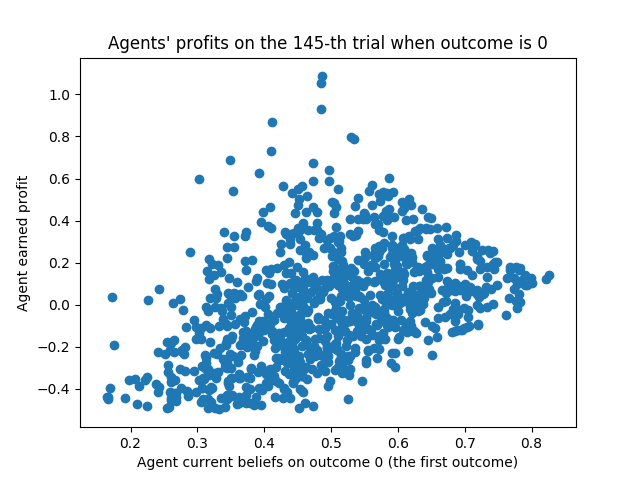 Agents' profits on the 145-th trial when outcome is 0
1.0
0.8
0.6
0.4
0.2
0.0
−0.2
−0.4
Agent earned profit
0.2 0.3 0.4 0.5 0.6 0.7 0.8
Agent current beliefs on outcome 0 (the first outcome)